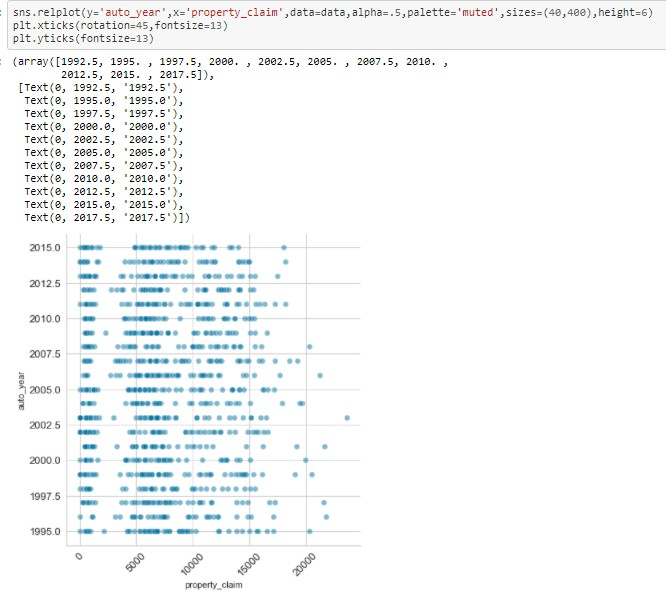 sns.relplot(y='auto_year',x='property_claim',data=data,alpha=.5,palette='muted',sizes=(40,400),height=6)
plt.xticks(rotation=45,fontsize=13)
plt.yticks(fontsize=13)
(array([1992.5, 1995. , 1997.5, 2000. , 2002.5, 2005. , 2007.5, 2010. ,
2012.5, 2015. , 2017.5]),
[Text(0, 1992.5, '1992.5'),
Text(0, 1995.0, '1995.0'),
Text(0, 1997.5, '1997.5'),
Text(0, 2000.0, '2000.0'),
Text(0, 2002.5, '2002.5'),
Text(0, 2005.0, '2005.0'),
Text(0, 2007.5, '2007.5'),
Text(0, 2010.0, '2010.0'),
Text(0, 2012.5, '2012.5'),
Text(0, 2015.0, '2015.0'),
Text(0, 2017.5, '2017.5')])
2015.0
2012.5
2010.0
2007.5
2005.0
2002.5
2000.0
1997.5
1995.0
auto_year
0
5000
10000
15000
20000
property_claim